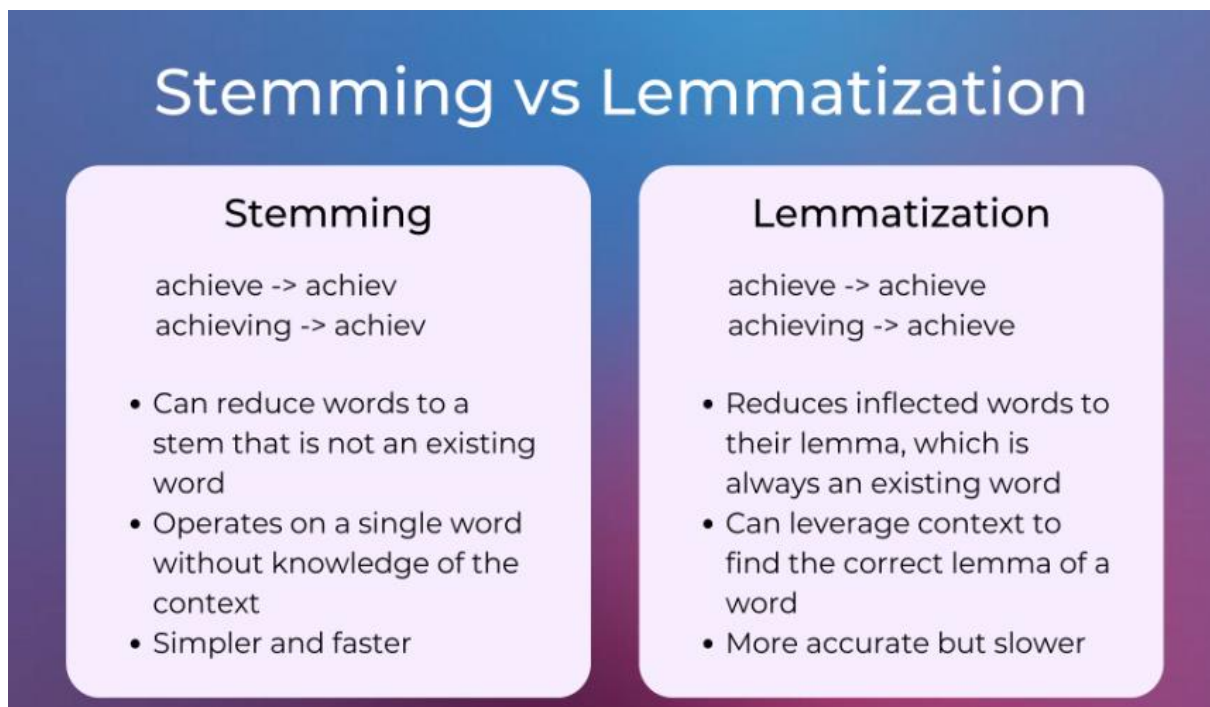 Stemming vs Lemmatization
Stemming
achieve -> achiev
achieving -> achiev
• Can reduce words to a
stem that is not an existing
word
• Operates on a single word
without knowledge of the
context
• Simpler and faster
Lemmatization
achieve -> achieve
achieving -> achieve
• Reduces inflected words to
their lemma, which is
always an existing word
• Can leverage context to
find the correct lemma of a
word
• More accurate but slower